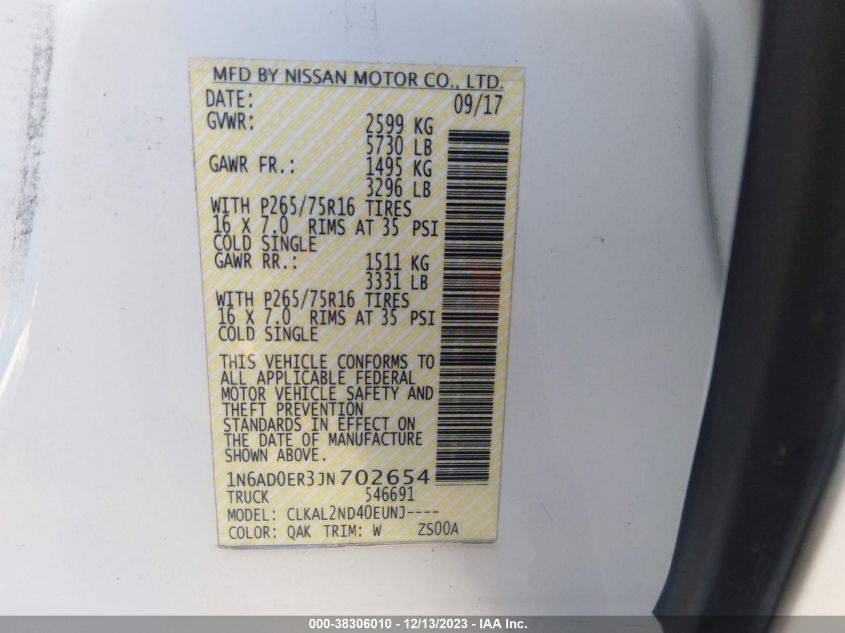 MFD BY NISSAN MOTOR CO., LTD.
DATE: 09/17
GVWR: 2599 KG
5730 LB
GAWR FR.: 1495 KG
3296 LB
WITH P265/75R16 TIRES
16 X 7.0 RIMS AT 35 PSI
COLD SINGLE
GAWR RR.: 1511 KG
3331 LB
WITH P265/75R16 TIRES
16 X 7.0 RIMS AT 35 PSI
COLD SINGLE
THIS VEHICLE CONFORMS TO
ALL APPLICABLE FEDERAL
MOTOR VEHICLE SAFETY AND
THEFT PREVENTION
STANDARDS IN EFFECT ON
THE DATE OF MANUFACTURE
SHOWN ABOVE.
1N6AD0ER3JN702654
TRUCK 546691
MODEL: CLKAL2ND40EUNJ----
COLOR: QAK TRIM: W ZS00A
000-38306010 - 12/13/2023 - IAA Inc.